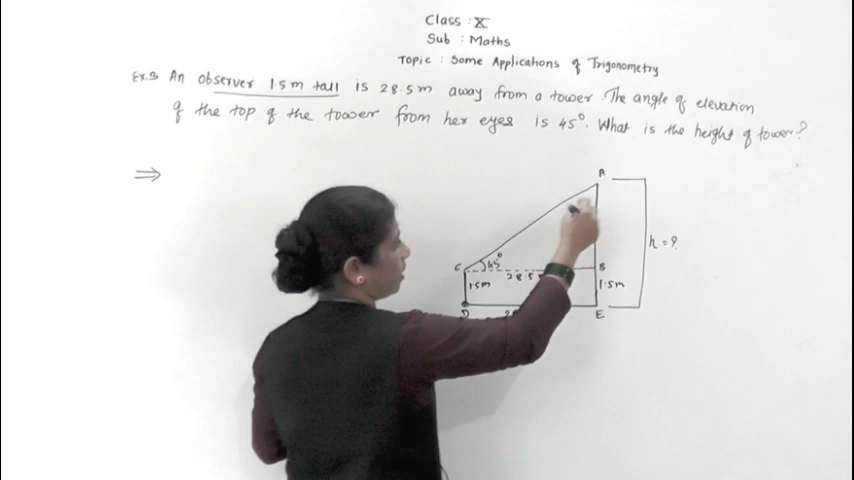 Class : X
Sub : Maths
Topic : Some Applications of Trigonometry
Ex.3 An observer 1.5m tall is 28.5m away from a tower. The angle of elevation
of the top of the tower from her eyes is 45°. What is the height of tower?
⇒
A
h = ?
C 45° B
28.5
1.5m 1.5m
D E